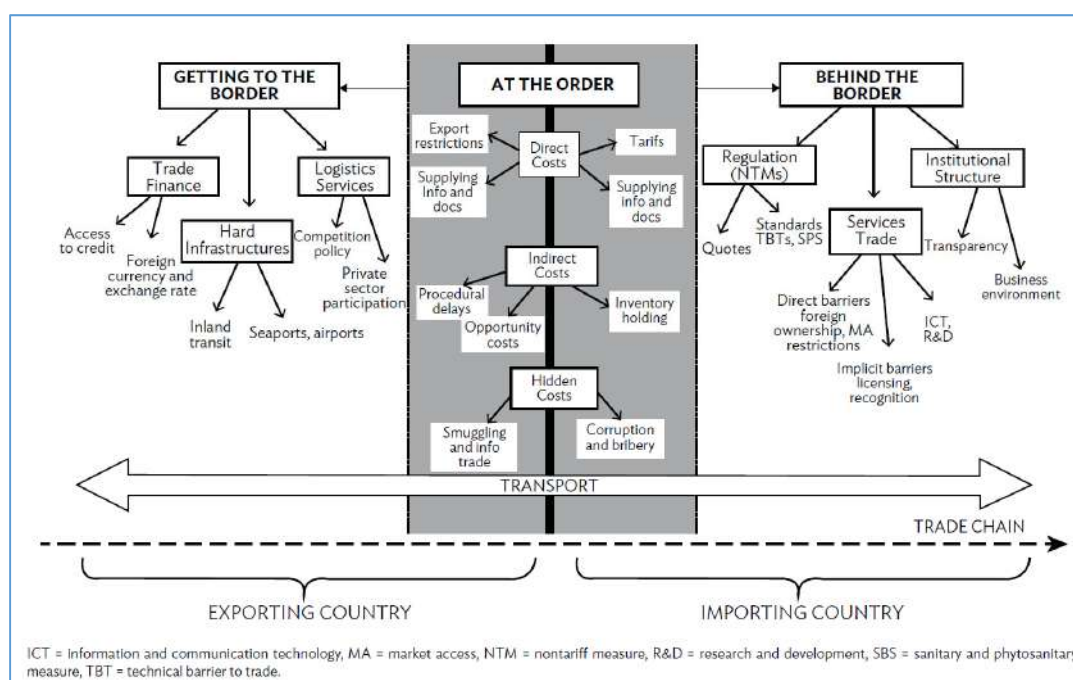 GETTING TO THE
BORDER
AT THE ORDER
BEHIND THE
BORDER
Trade
Finance
Logistics
Services
Access
to credit
Foreign
currency and
exchange rate
Hard
Infrastructures
Competition
policy
Private
sector
participation
Inland
transit
Seaports, airports
Export
restrictions
Direct
Costs
Tarifs
Supplying
Info and
docs
Supplying
info and
docs
Indirect
Costs
Procedural
delays
Opportunity
costs
Inventory
holding
Hidden
Costs
Smuggling
and info
trade
Corruption
and bribery
Regulation
(NTMs)
Institutional
Structure
Quotes
Standards
TBTs, SPS
Services
Trade
Transparency
Business
environment
Direct barriers
foreign
ownership, MA
restrictions
ICT,
R&D
Implicit barriers
licensing,
recognition
TRANSPORT
TRADE CHAIN
EXPORTING COUNTRY
IMPORTING COUNTRY
ICT = information and communication technology, MA = market access, NTM = nontariff measure, R&D = research and development, SBS = sanitary and phytosanitary
measure, TBT = technical barrier to trade.